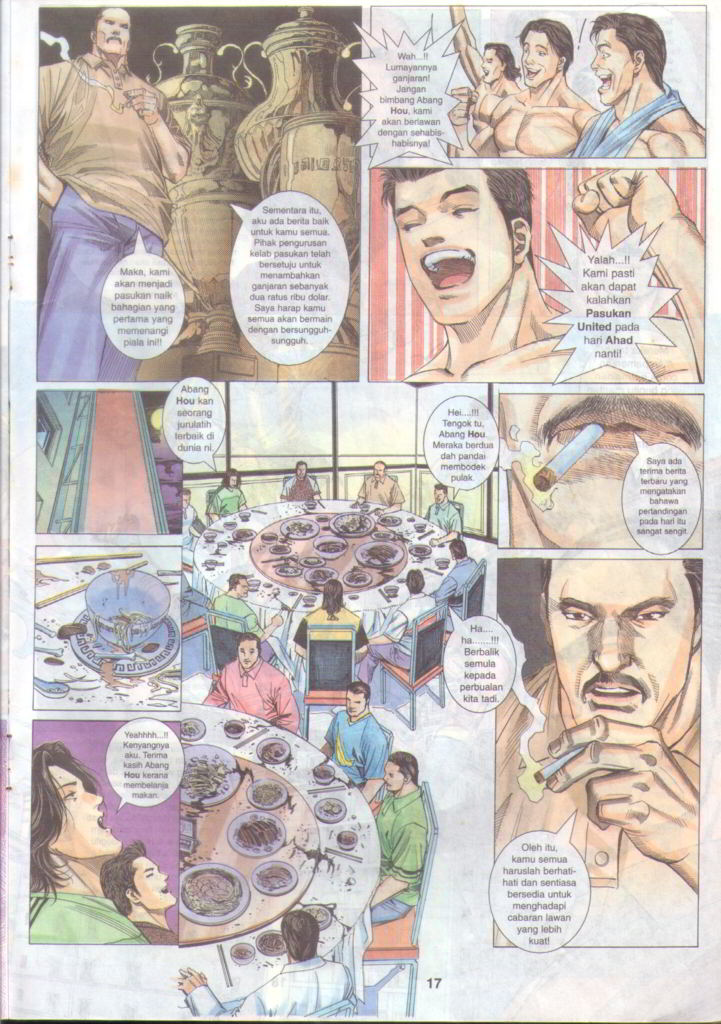 Maka, kami
akan menjadi
pasukan naik
bahagian yang
pertama yang
memenangi
piala ini!!
Sementara itu,
aku ada berita baik
untuk kamu semua.
Pihak pengurusan
kelab pasukan telah
bersetuju untuk
menambahkan
ganjaran sebanyak
dua ratus ribu dolar.
Saya harap kamu
semua akan bermain
dengan bersungguh-
sungguh.
Wah...!!
Lumayannya
ganjaran!
Jangan
bimbang Abang
Hou, kami
akan berlawan
dengan sehabis-
habisnya!
!
Yalah...!!
Kami pasti
akan dapat
kalahkan
Pasukan
United pada
hari Ahad
nanti!
Abang
Hou kan
seorang
jurulatih
terbaik di
dunia ni.
Hei....!!!
Tengok tu,
Abang Hou.
Meraka berdua
dah pandai
membodek
pulak.
Saya ada
terima berita
terbaru yang
mengatakan
bahawa
pertandingan
pada hari itu
sangat sengit.
Ha....
ha.......!!!
Berbalik
semula
kepada
perbualan
kita tadi.
Yeahhhh...!!
Kenyangnya
aku. Terima
kasih Abang
Hou kerana
membelanja
makan.
Oleh itu,
kamu semua
haruslah berhati-
hati dan sentiasa
bersedia untuk
menghadapi
cabaran lawan
yang lebih
kuat!
17